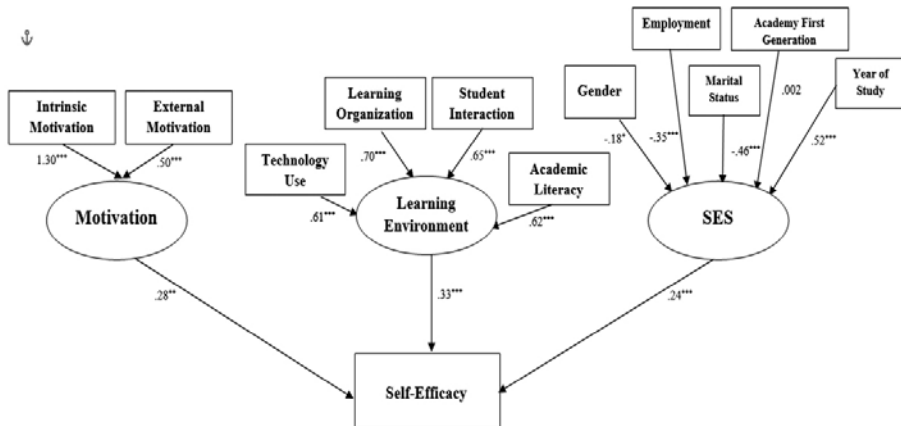 Employment
Academy First
Generation
Intrinsic
Motivation
External
Motivation
Learning
Organization
Student
Interaction
Gender
Marital
Status
.002
Year of
Study
-.18*
-.35***
-.46***
.52***
1.30***
.50***
.70***
.65***
Technology
Use
Academic
Literacy
.61***
.62***
Motivation
Learning
Environment
SES
.28**
.33***
.24***
Self-Efficacy